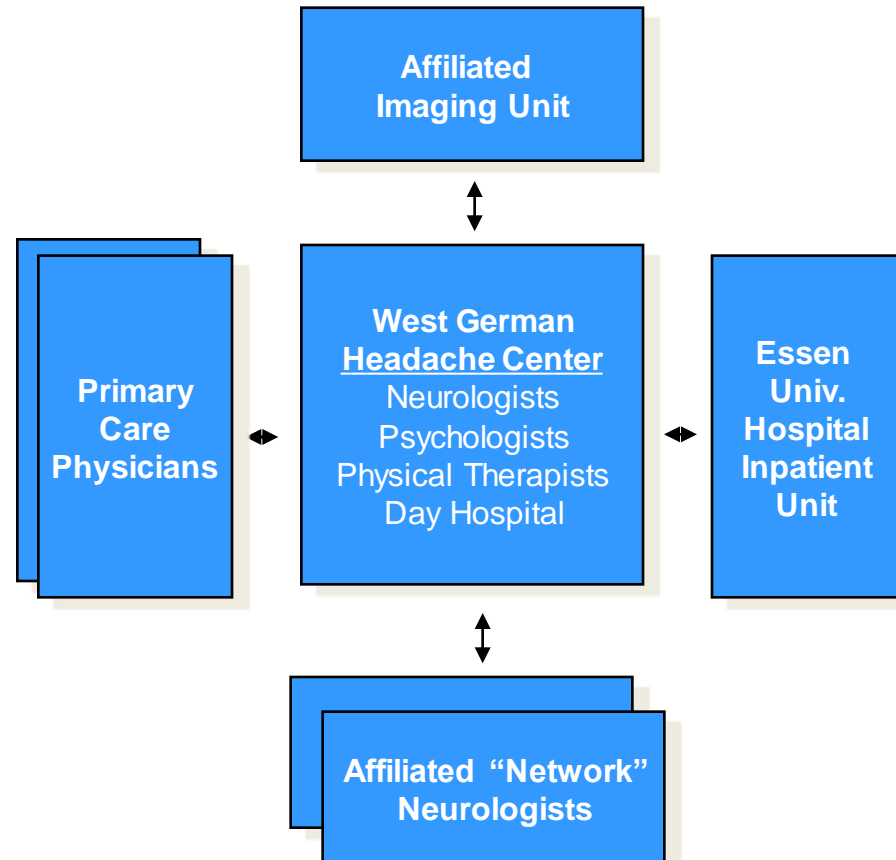 Affiliated
Imaging Unit
Primary
Care
Physicians
West German
Headache Center
Neurologists
Psychologists
Physical Therapists
Day Hospital
Essen
Univ.
Hospital
Inpatient
Unit
Affiliated “Network”
Neurologists